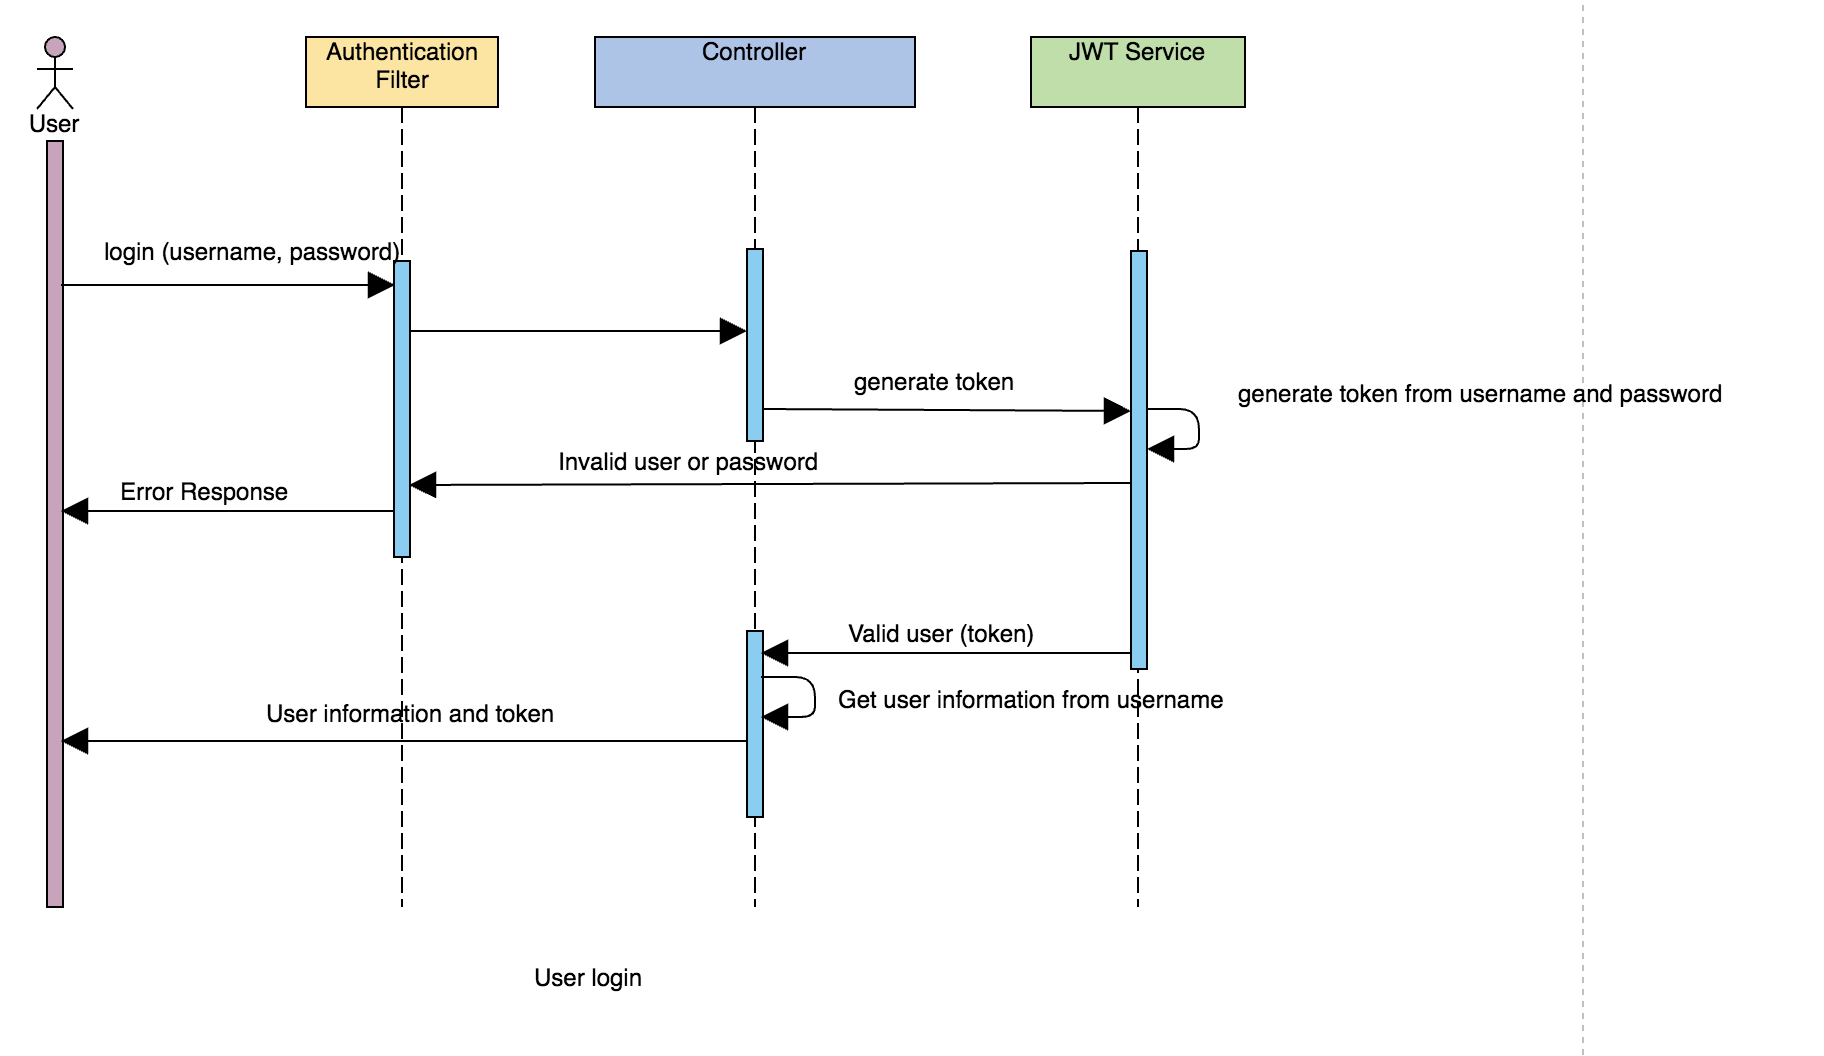 User
Authentication
Filter
Controller
JWT Service
login (username, password)
generate token
generate token from username and password
Invalid user or password
Error Response
Valid user (token)
Get user information from username
User information and token
User login